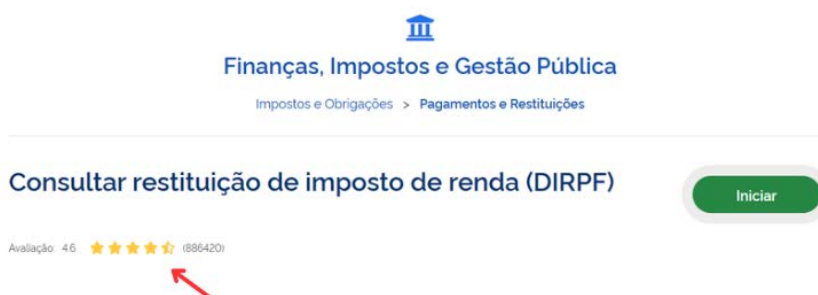 Finanças, Impostos e Gestão Pública
Impostos e Obrigações > Pagamentos e Restituições
Consultar restituição de imposto de renda (DIRPF)
Iniciar
Avaliação: 4.6 (886420)